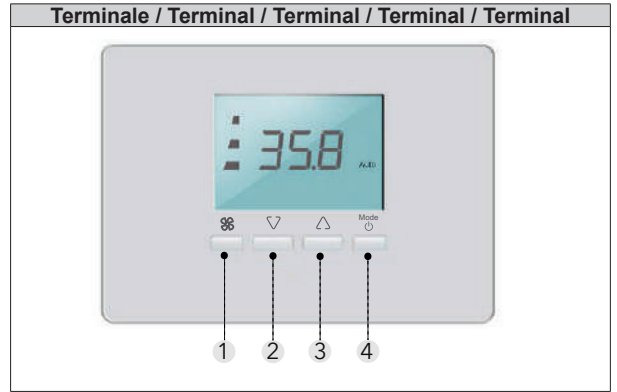 Terminale / Terminal / Terminal / Terminal / Terminal
35.8
Auto
Mode
1 2 3 4